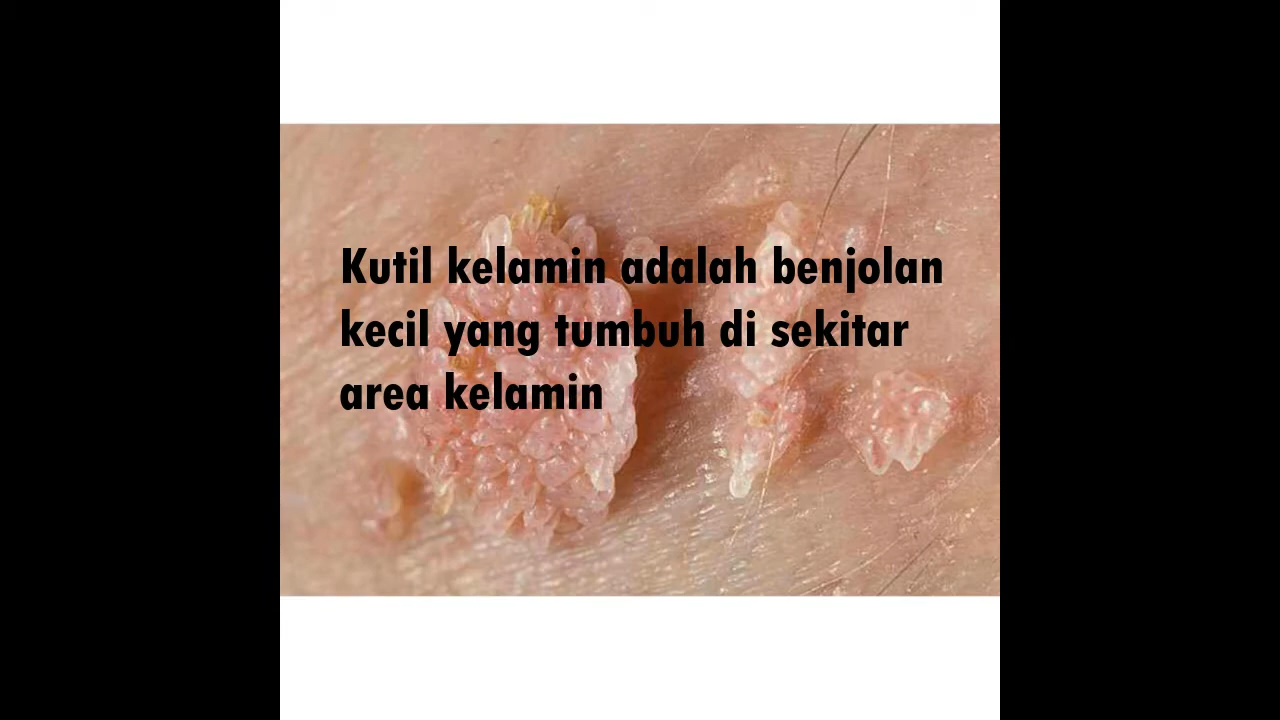 Kutil kelamin adalah benjolan
kecil yang tumbuh di sekitar
area kelamin